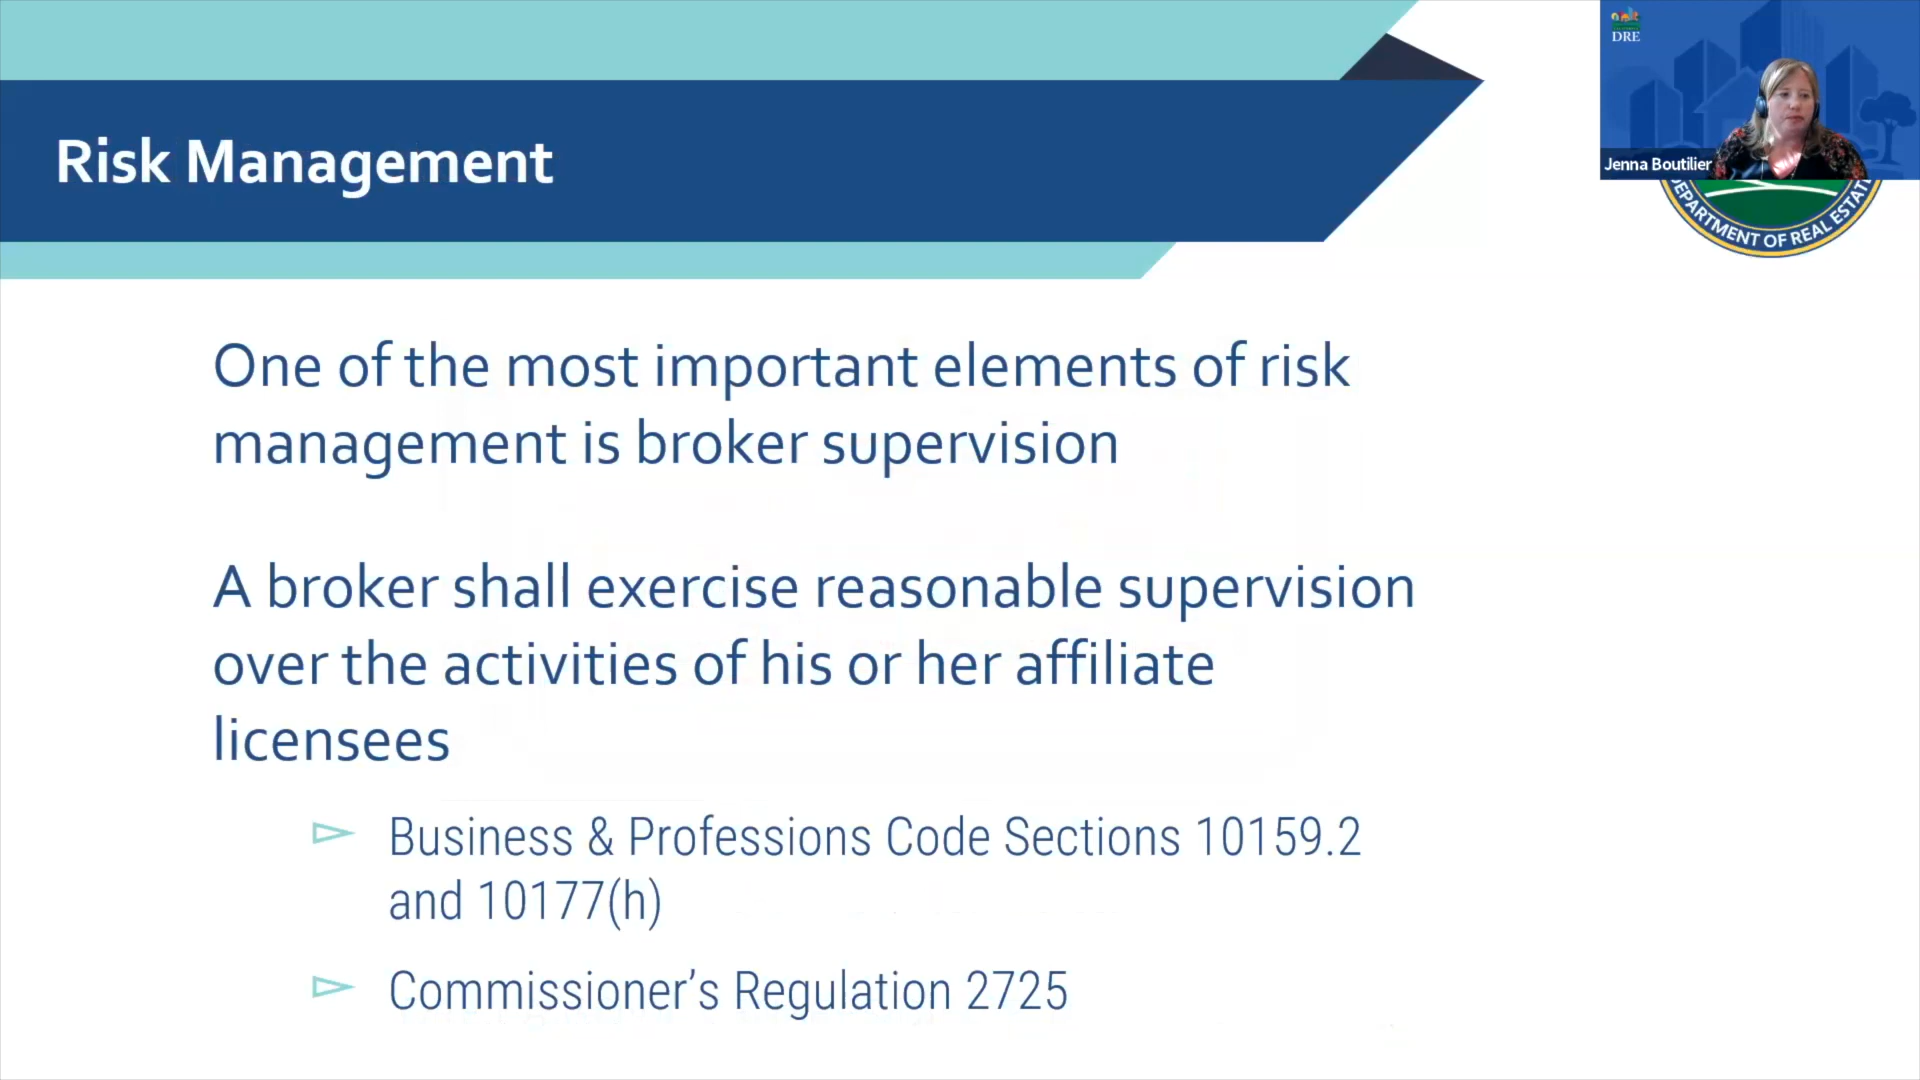 Risk Management
DRE
Jenna Boutilier
DEPARTMENT OF REAL ESTATE
One of the most important elements of risk
management is broker supervision
A broker shall exercise reasonable supervision
over the activities of his or her affiliate
licensees
Business & Professions Code Sections 10159.2
and 10177(h)
Commissioner’s Regulation 2725